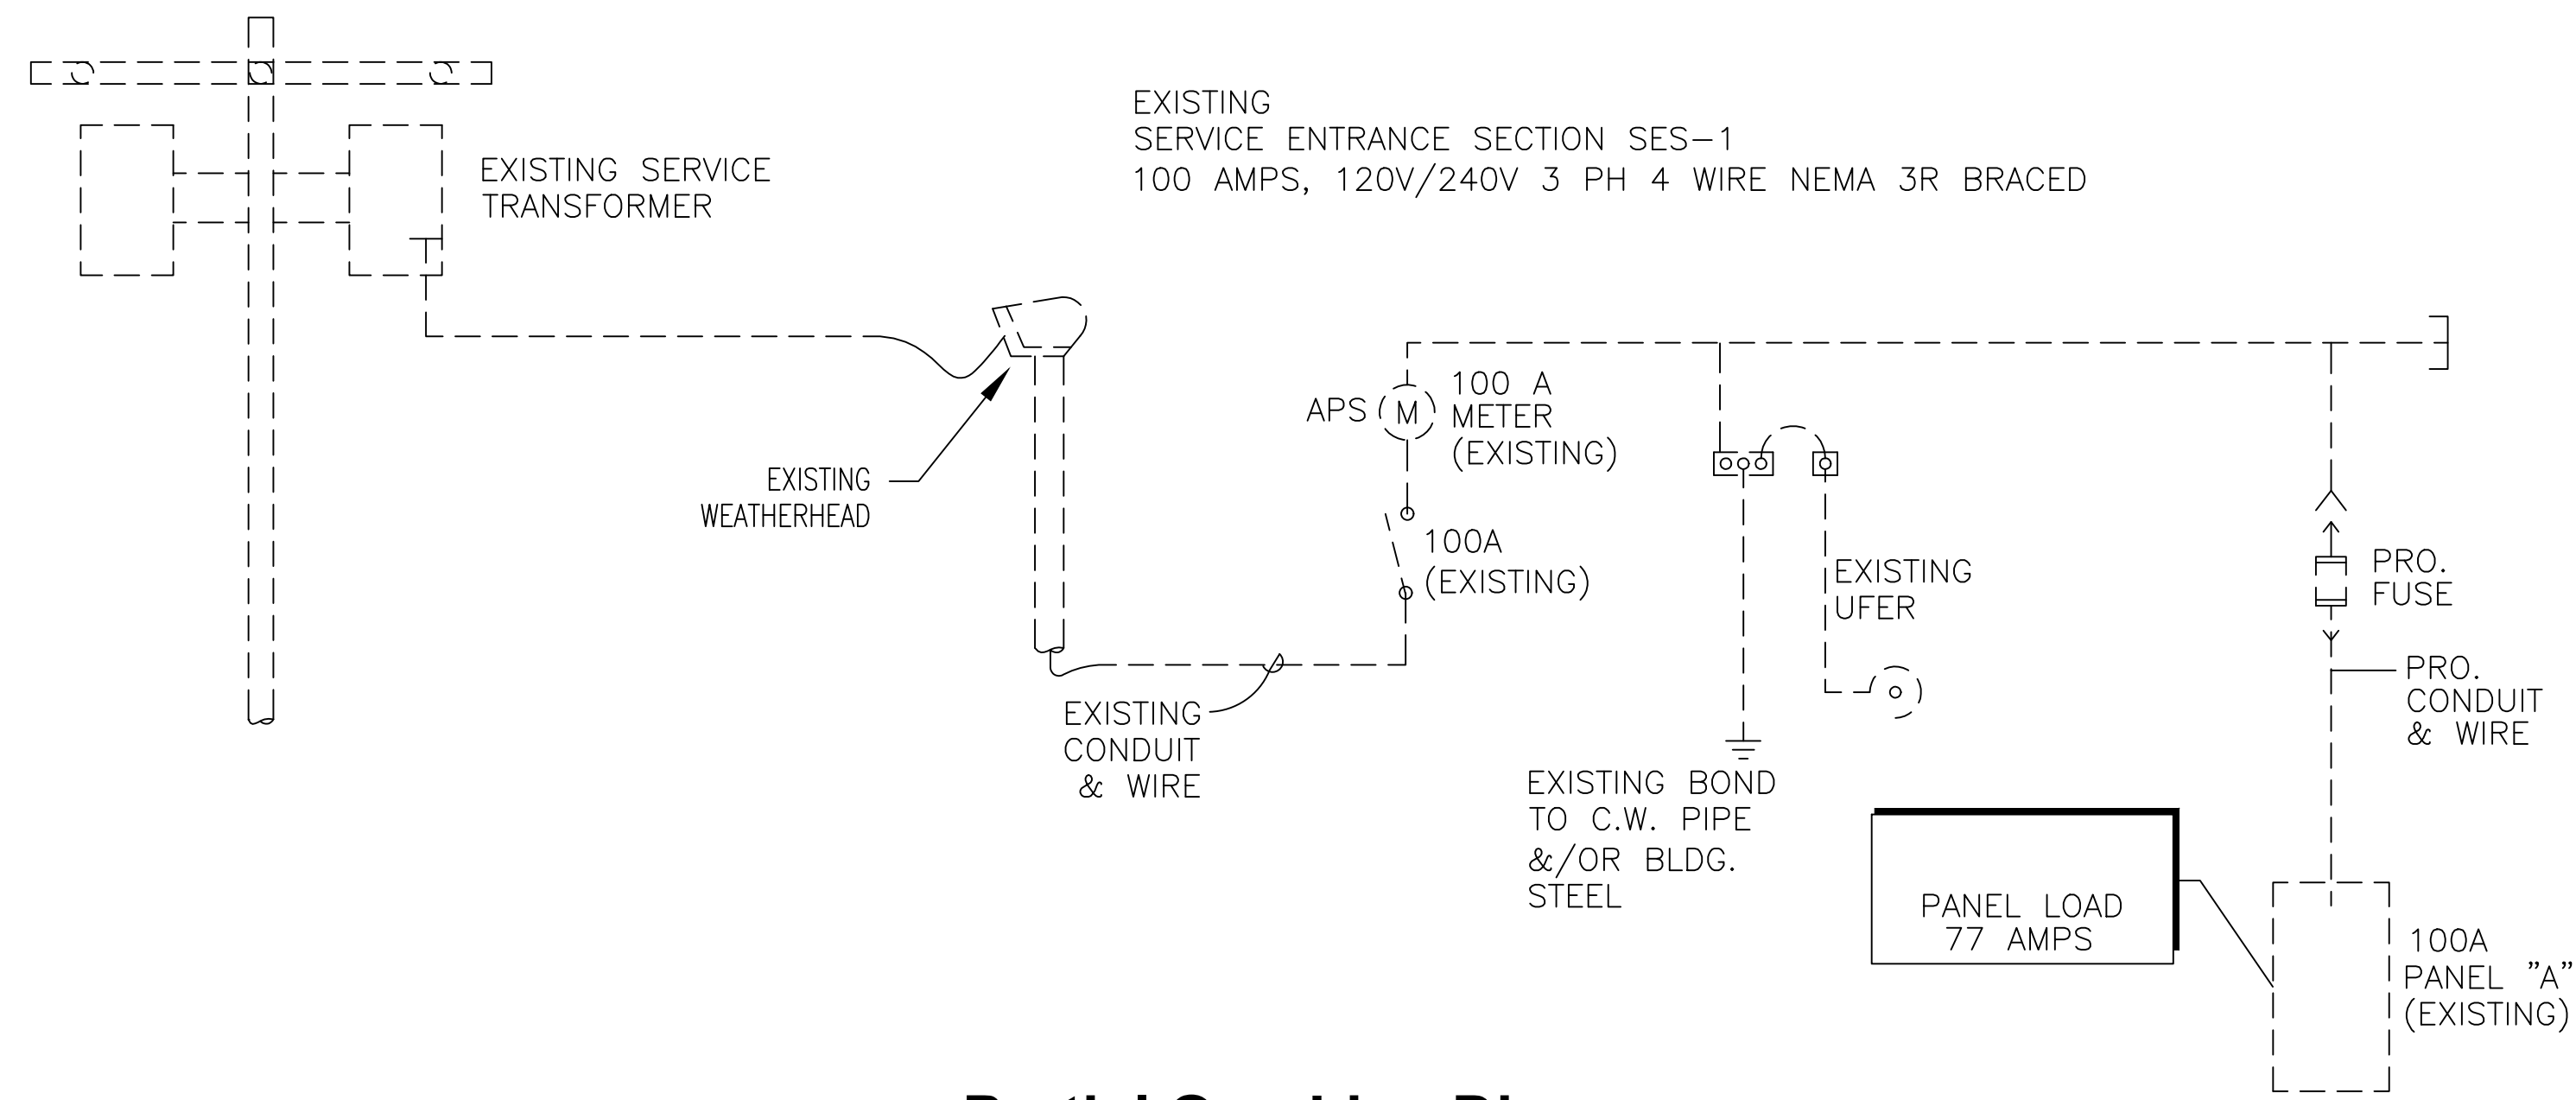 EXISTING
SERVICE ENTRANCE SECTION SES-1
100 AMPS, 120V/240V 3 PH 4 WIRE NEMA 3R BRACED
EXISTING SERVICE
TRANSFORMER
EXISTING
WEATHERHEAD
APS
M
100 A
METER
(EXISTING)
100A
(EXISTING)
EXISTING
CONDUIT
& WIRE
EXISTING
UFER
EXISTING BOND
TO C.W. PIPE
&/OR BLDG.
STEEL
PRO.
FUSE
PRO.
CONDUIT
& WIRE
PANEL LOAD
77 AMPS
100A
PANEL "A"
(EXISTING)